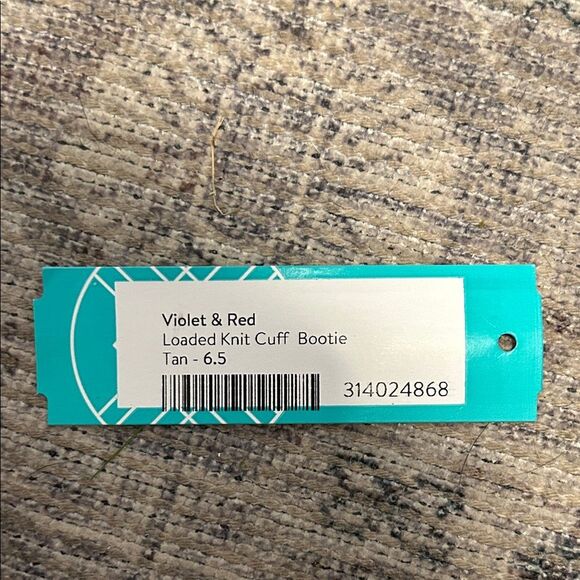 Violet & Red
Loaded Knit Cuff Bootie
Tan - 6.5
314024868